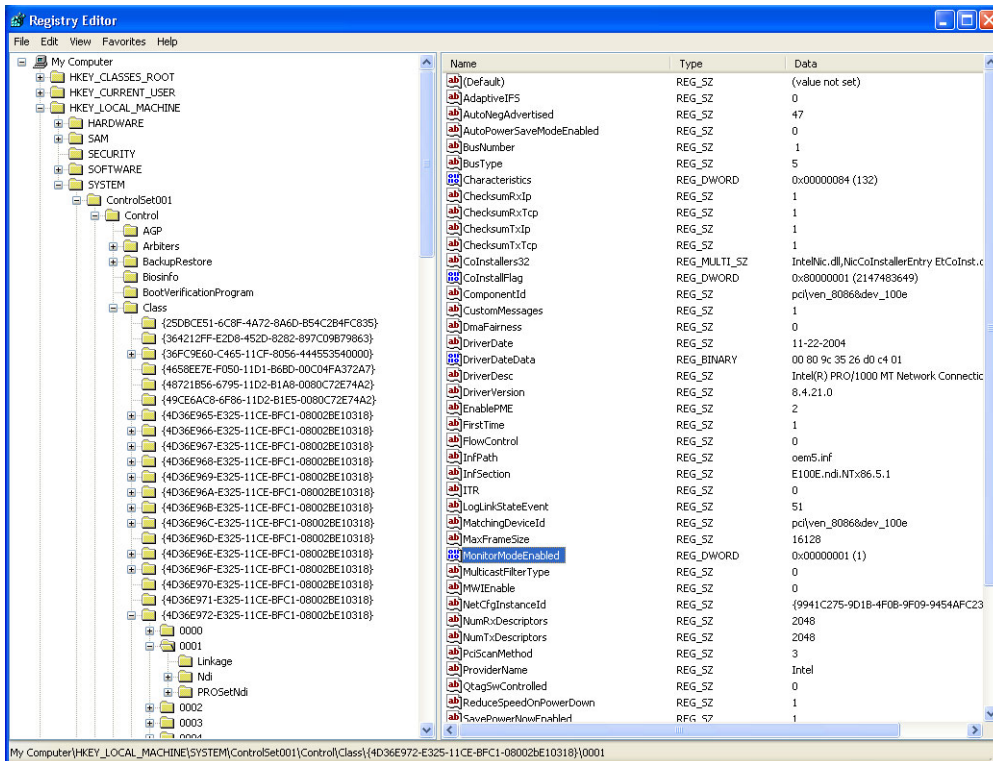 Registry Editor
File Edit View Favorites Help
My Computer
HKEY_CLASSES_ROOT
HKEY_CURRENT_USER
HKEY_LOCAL_MACHINE
HARDWARE
SAM
SECURITY
SOFTWARE
SYSTEM
ControlSet001
Control
AGP
Arbiters
BackupRestore
Biosinfo
BootVerificationProgram
Class
{25DBCE51-6C8F-4A72-8A6D-B54C2B4FC835}
{364212FF-E2D8-452D-8282-897C09B79863}
{36FC9E60-C465-11CF-8056-444553540000}
{4658EE7E-F050-11D1-B6BD-00C04FA372A7}
{48721B56-6795-11D2-B1A8-0080C72E74A2}
{49CE6AC8-6F86-11D2-B1E5-0080C72E74A2}
{4D36E965-E325-11CE-BFC1-08002BE10318}
{4D36E966-E325-11CE-BFC1-08002BE10318}
{4D36E967-E325-11CE-BFC1-08002BE10318}
{4D36E968-E325-11CE-BFC1-08002BE10318}
{4D36E969-E325-11CE-BFC1-08002BE10318}
{4D36E96A-E325-11CE-BFC1-08002BE10318}
{4D36E96B-E325-11CE-BFC1-08002BE10318}
{4D36E96C-E325-11CE-BFC1-08002BE10318}
{4D36E96D-E325-11CE-BFC1-08002BE10318}
{4D36E96E-E325-11CE-BFC1-08002BE10318}
{4D36E96F-E325-11CE-BFC1-08002BE10318}
{4D36E970-E325-11CE-BFC1-08002BE10318}
{4D36E971-E325-11CE-BFC1-08002BE10318}
{4D36E972-E325-11CE-BFC1-08002BE10318}
0000
0001
Linkage
Ndi
PROSetNdi
0002
0003
0004
Name Type Data
(Default) REG_SZ (value not set)
AdaptiveIFS REG_SZ 0
AutoNegAdvertised REG_SZ 47
AutoPowerSaveModeEnabled REG_SZ 0
BusNumber REG_SZ 1
BusType REG_SZ 5
Characteristics REG_DWORD 0x00000084 (132)
ChecksumRxIp REG_SZ 1
ChecksumRxTcp REG_SZ 1
ChecksumTxIp REG_SZ 1
ChecksumTxTcp REG_SZ 1
CoInstallers32 REG_MULTI_SZ IntelNic.dll,NicCoInstallerEntry EtCoInst.c
CoInstallFlag REG_DWORD 0x80000001 (2147483649)
ComponentId REG_SZ pci\ven_8086&dev_100e
CustomMessages REG_SZ 1
DmaFairness REG_SZ 0
DriverDate REG_SZ 11-22-2004
DriverDateData REG_BINARY 00 80 9c 35 26 d0 c4 01
DriverDesc REG_SZ Intel(R) PRO/1000 MT Network Connectic
DriverVersion REG_SZ 8.4.21.0
EnablePME REG_SZ 2
FirstTime REG_SZ 1
FlowControl REG_SZ 0
InfPath REG_SZ oem5.inf
InfSection REG_SZ E100E.ndi.NTx86.5.1
ITR REG_SZ 0
LogLinkStateEvent REG_SZ 51
MatchingDeviceId REG_SZ pci\ven_8086&dev_100e
MaxFrameSize REG_SZ 16128
MonitorModeEnabled REG_DWORD 0x00000001 (1)
MulticastFilterType REG_SZ 0
MWIEnable REG_SZ 0
NetCfgInstanceId REG_SZ {9941C275-9D1B-4F0B-9F09-9454AFC23
NumRxDescriptors REG_SZ 2048
NumTxDescriptors REG_SZ 2048
PciScanMethod REG_SZ 3
ProviderName REG_SZ Intel
QtagSwControlled REG_SZ 0
ReduceSpeedOnPowerDown REG_SZ 1
SavePowerNowEnabled REG_SZ 1
My Computer\HKEY_LOCAL_MACHINE\SYSTEM\ControlSet001\Control\Class\{4D36E972-E325-11CE-BFC1-08002bE10318}\0001